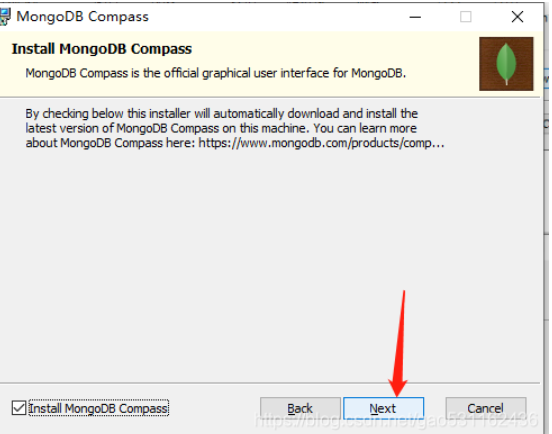 MongoDB Compass
Install MongoDB Compass
MongoDB Compass is the official graphical user interface for MongoDB.
By checking below this installer will automatically download and install the
latest version of MongoDB Compass on this machine. You can learn more
about MongoDB Compass here: https://www.mongodb.com/products/comp...
Install MongoDB Compass
Back
Next
Cancel
https://blog.csdn.net/gao531162436